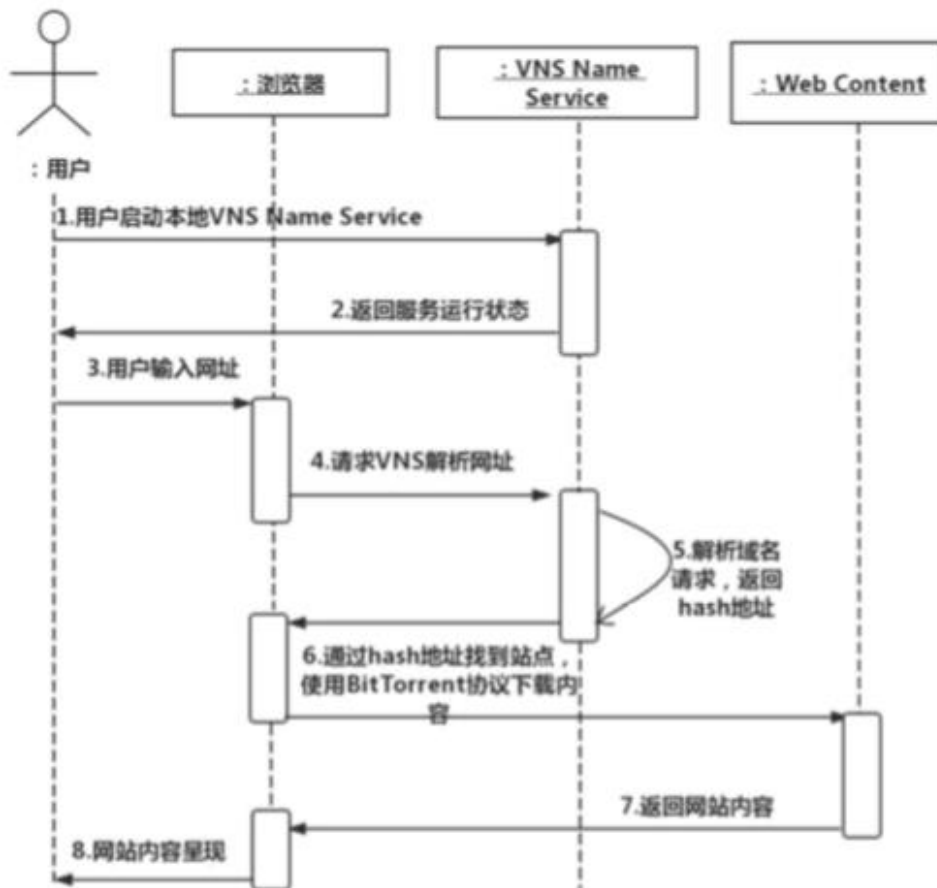 : 浏览器
: VNS Name
Service
: Web Content
: 用户
1.用户启动本地VNS Name Service
2.返回服务运行状态
3.用户输入网址
4.请求VNS解析网址
5.解析域名
请求，返回
hash地址
6.通过hash地址找到站点，
使用BitTorrent协议下载内
容
7.返回网站内容
8.网站内容呈现